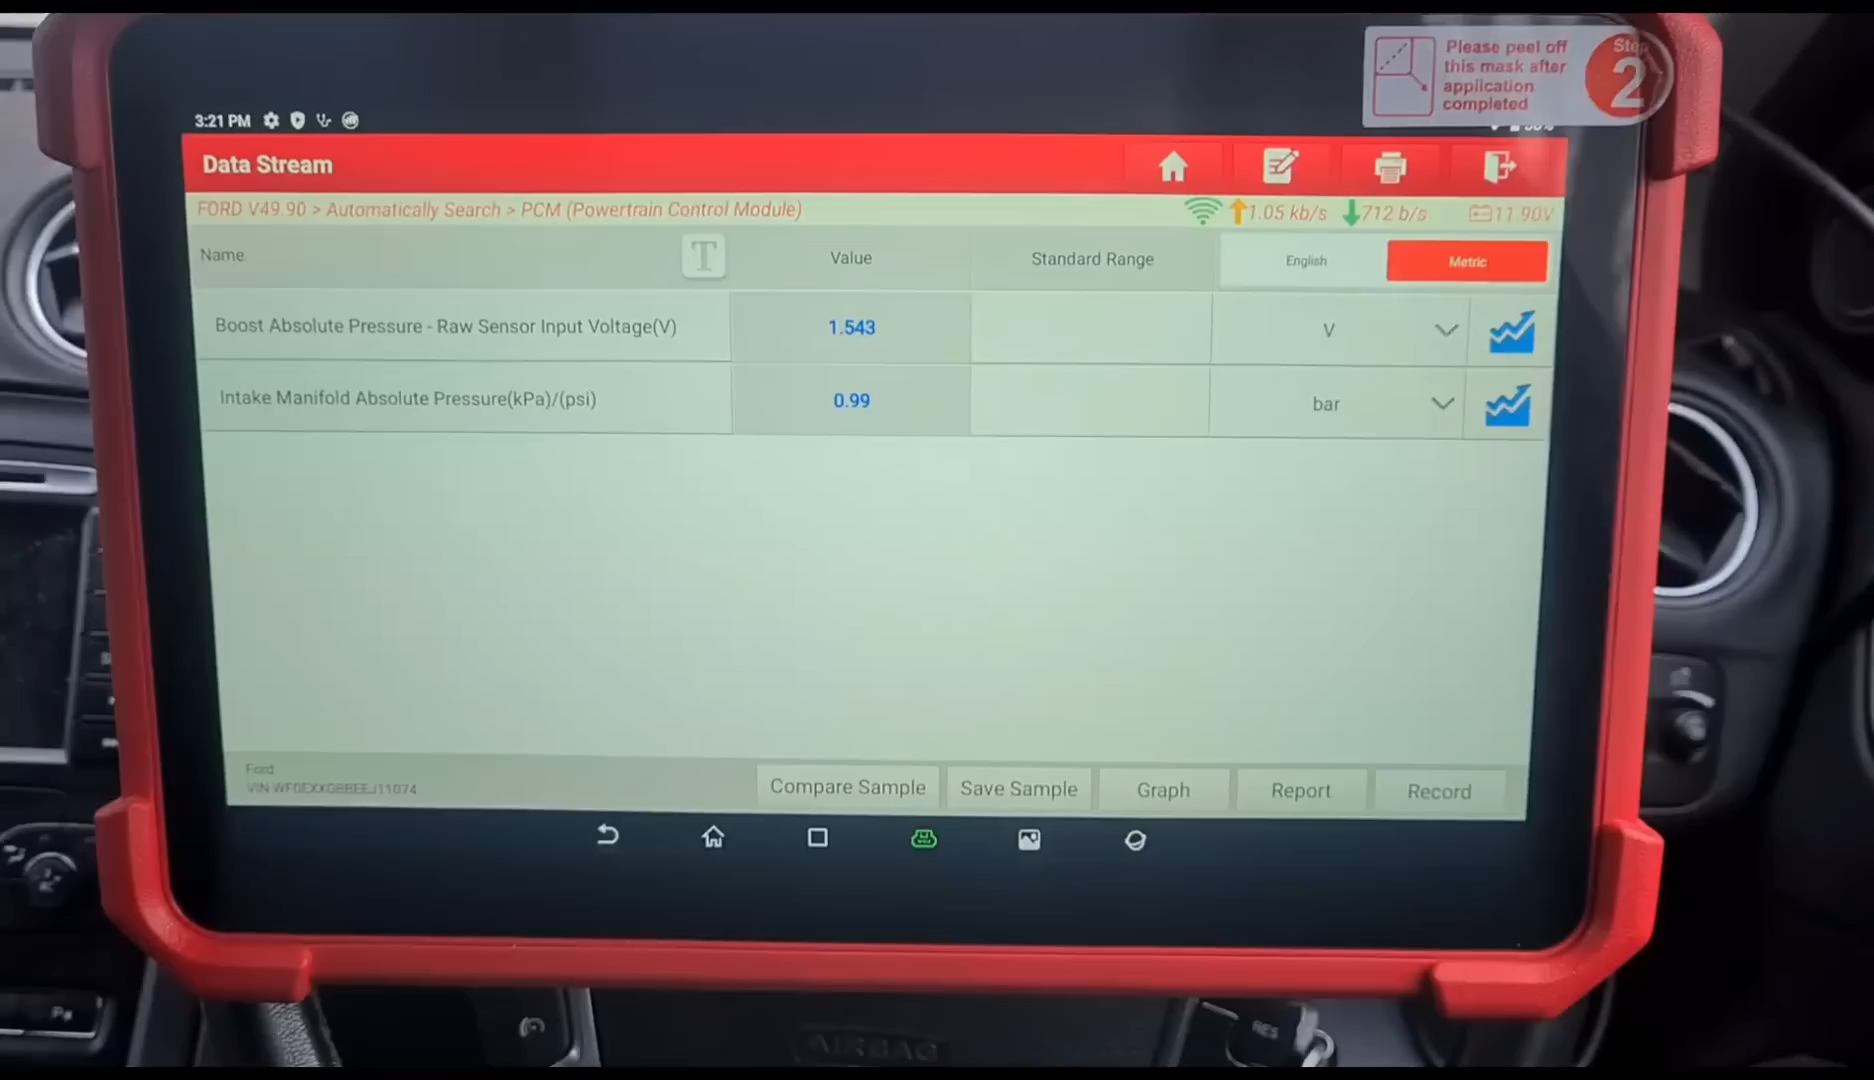 Please peel off
this mask after
application
completed
Step
2
3:21 PM
Data Stream
FORD V49.90 > Automatically Search > PCM (Powertrain Control Module)
1.05 kb/s
712 b/s
11.90V
Name
T
Value
Standard Range
English
Metric
Boost Absolute Pressure - Raw Sensor Input Voltage(V)
1.543
V
Intake Manifold Absolute Pressure(kPa)/(psi)
0.99
bar
Ford
VIN
Compare Sample
Save Sample
Graph
Report
Record
AIRBAG
RES